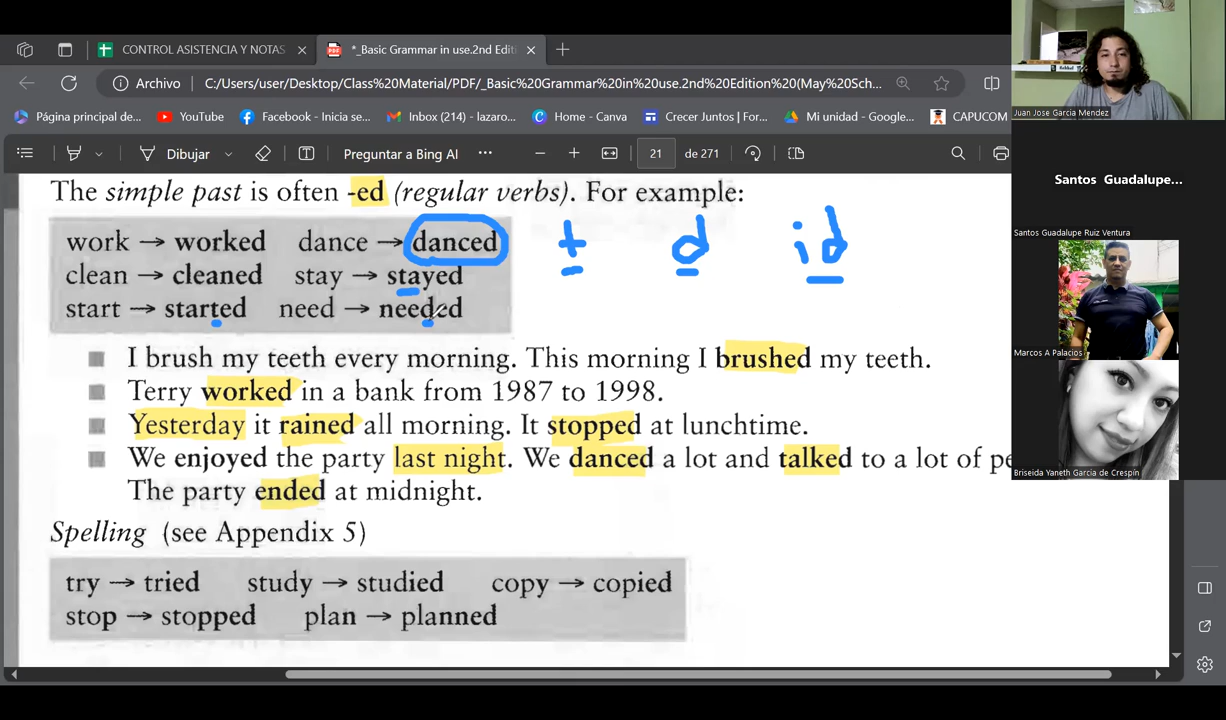 CONTROL ASISTENCIA Y NOTAS
*_Basic Grammar in use.2nd Edit
Archivo
C:/Users/user/Desktop/Class%20Material/PDF/_Basic%20Grammar%20in%20use.2nd%20Edition%20(May%20Sch...
Página principal de...
YouTube
Facebook - Inicia se...
Inbox (214) - lazaro...
Home - Canva
Crecer Juntos | For...
Mi unidad - Google...
CAPUCOM
Dibujar
Preguntar a Bing AI
21
de 271
The simple past is often -ed (regular verbs). For example:
work → worked dance → danced
clean → cleaned stay → stayed
start → started need → needed
t d id
I brush my teeth every morning. This morning I brushed my teeth.
Terry worked in a bank from 1987 to 1998.
Yesterday it rained all morning. It stopped at lunchtime.
We enjoyed the party last night. We danced a lot and talked to a lot of pe
The party ended at midnight.
Spelling (see Appendix 5)
try → tried study → studied copy → copied
stop → stopped plan → planned
Juan Jose Garcia Mendez
Santos Guadalupe...
Santos Guadalupe Ruiz Ventura
Marcos A Palacios
Briseida Yaneth Garcia de Crespín